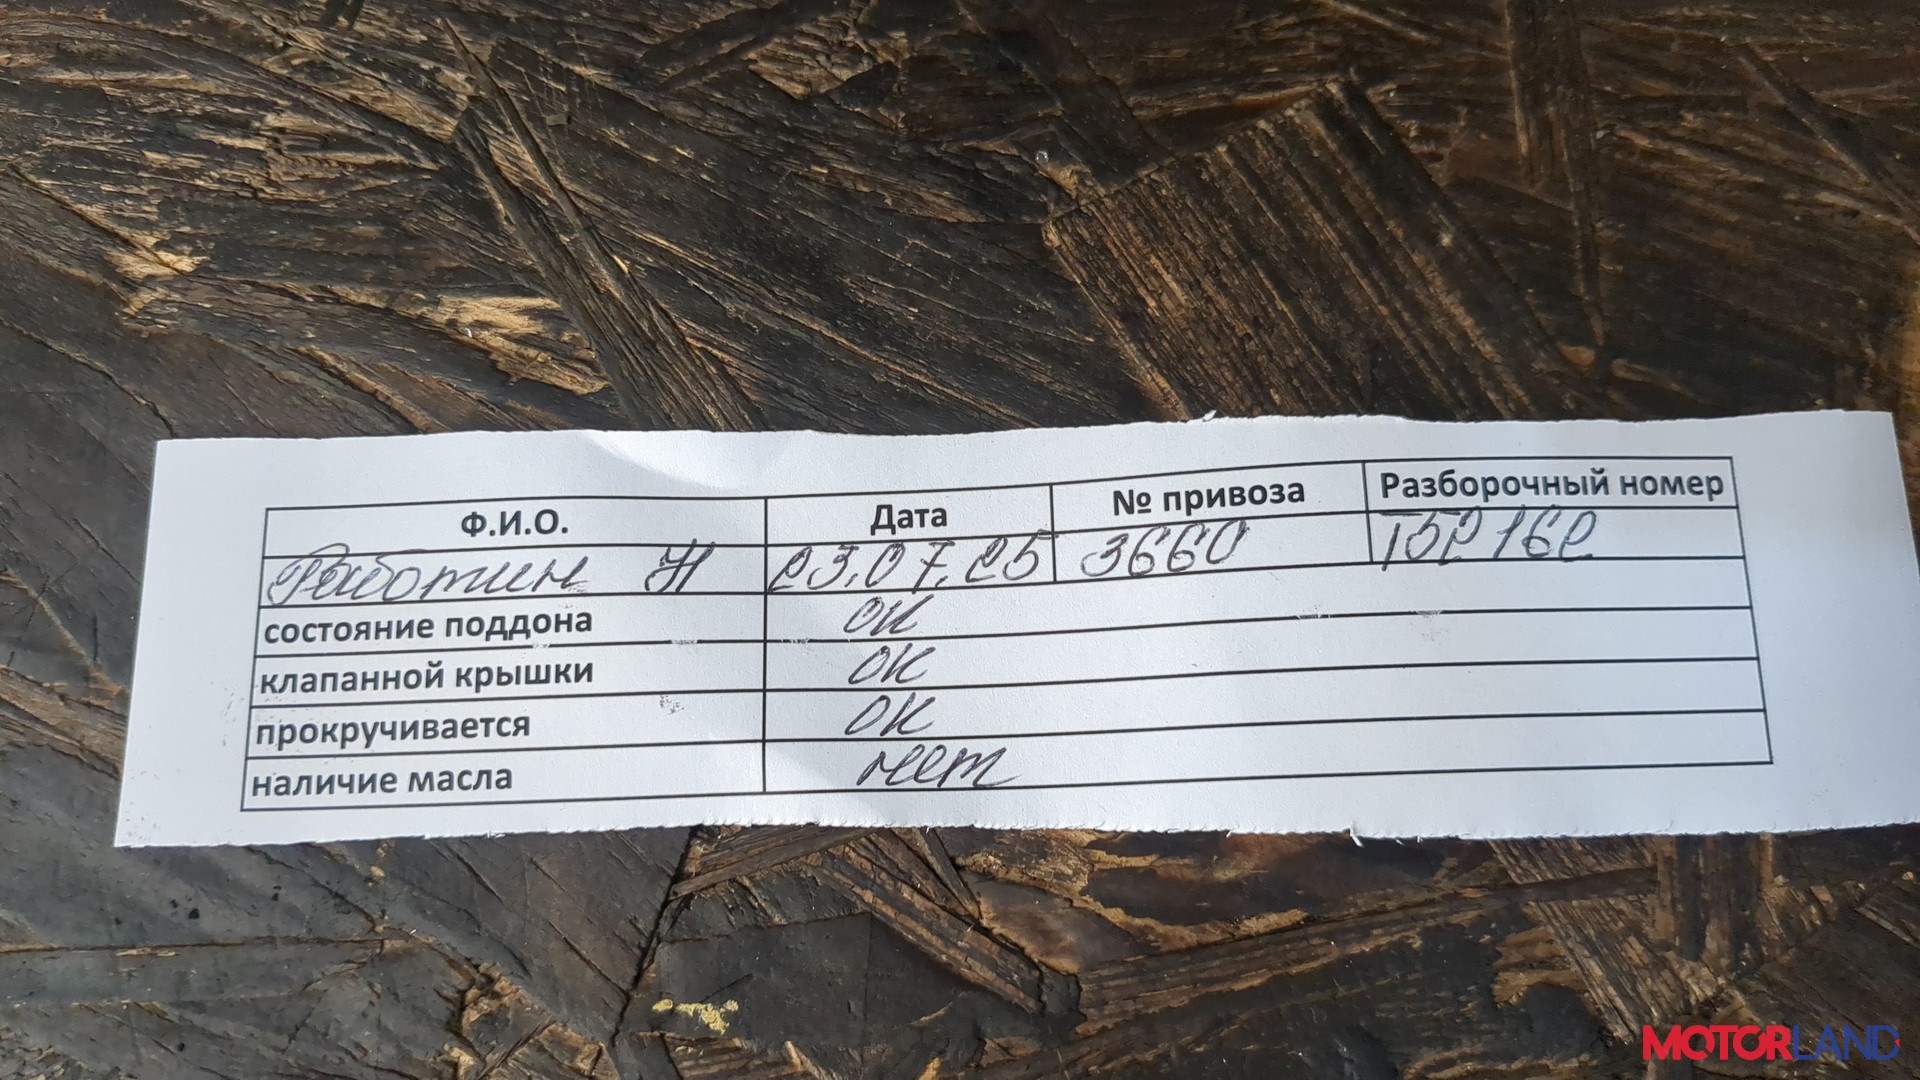 Ф.И.О. Дата № привоза Разборочный номер
Работин Н 23.07.25 3660 Т52162
состояние поддона ОК
клапанной крышки ОК
прокручивается ОК
наличие масла нет
MOTORLAND